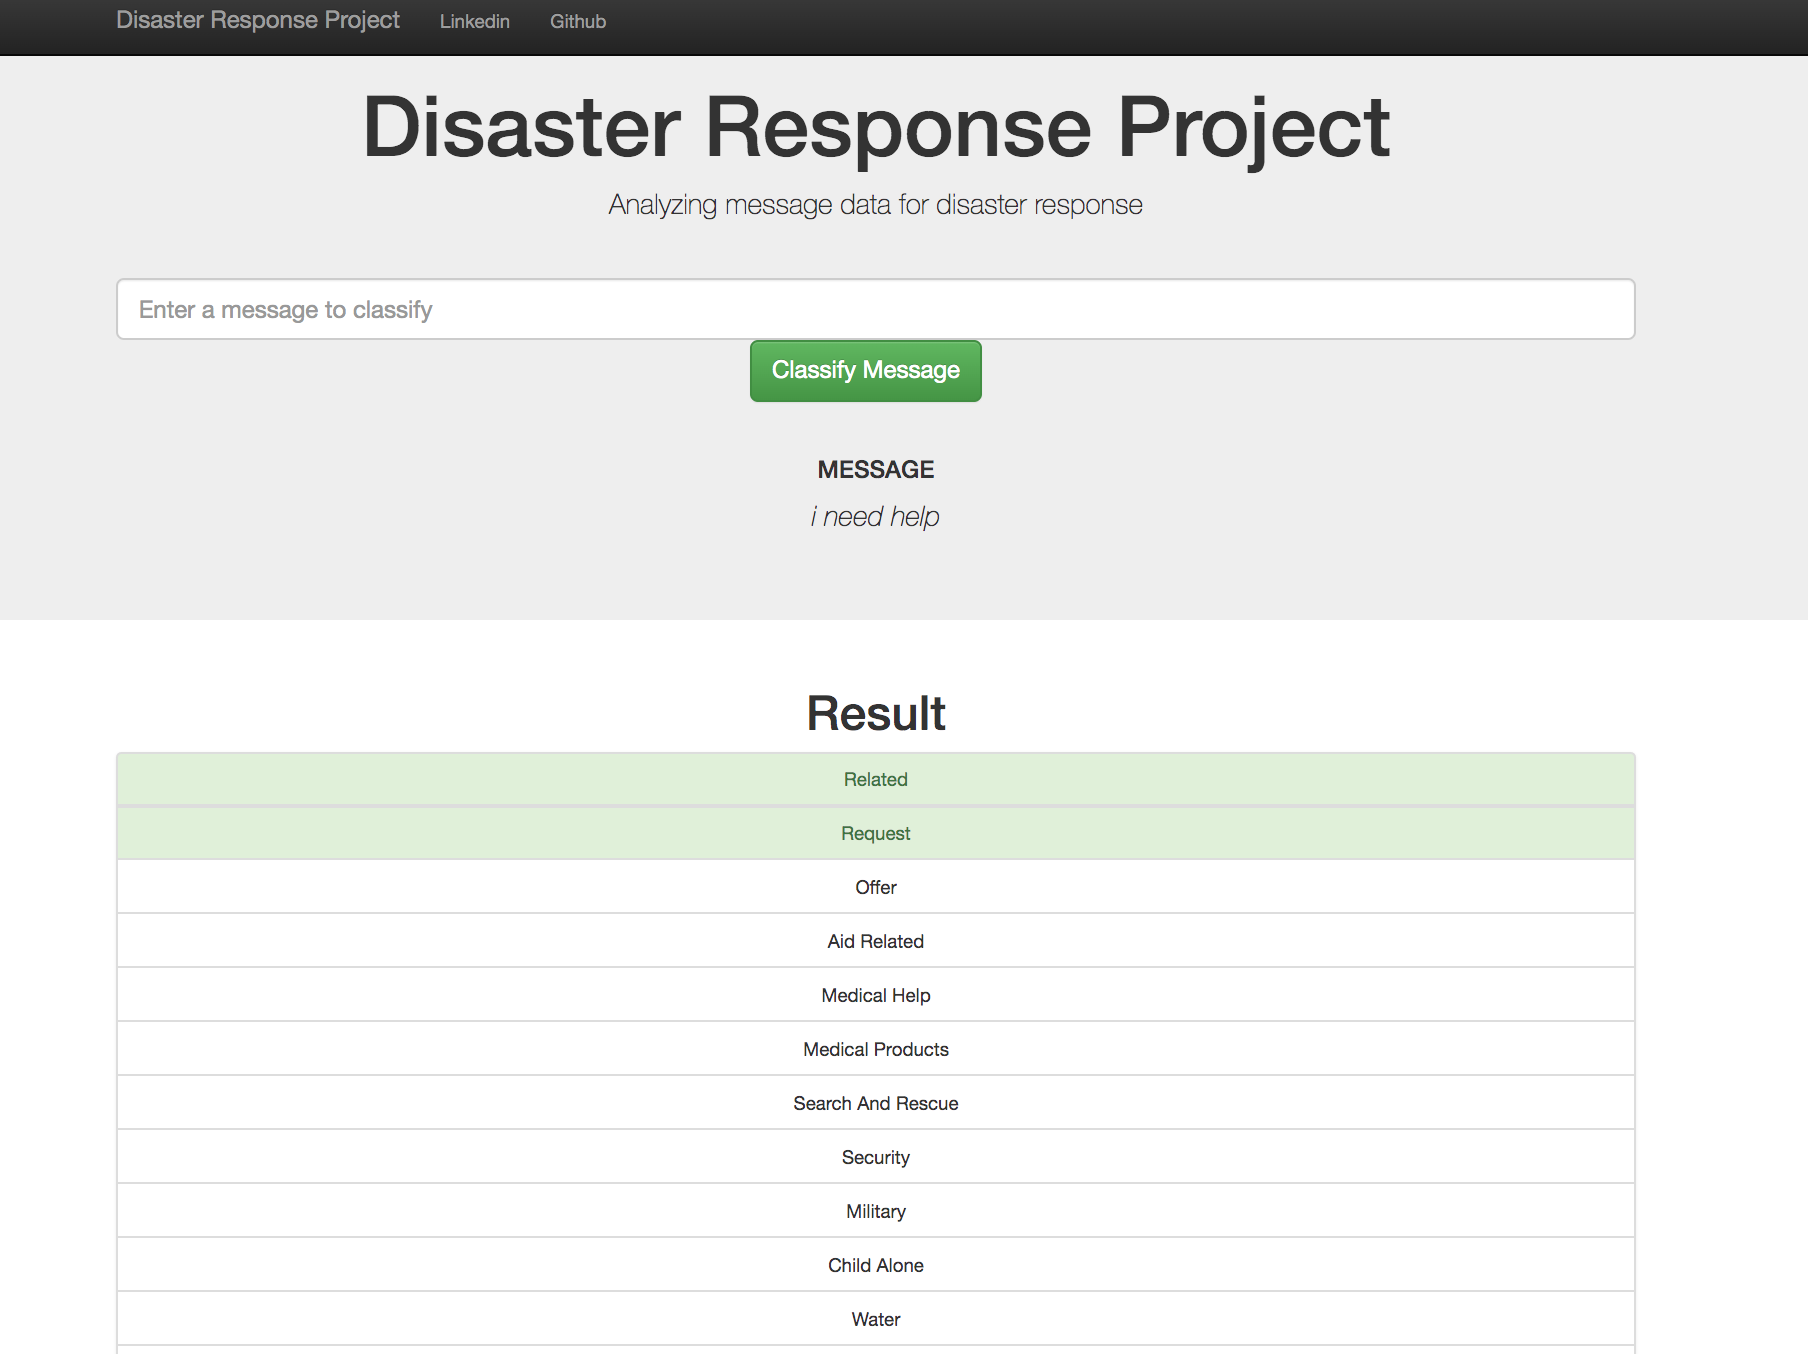 Disaster Response Project Linkedin Github
Disaster Response Project
Analyzing message data for disaster response
Enter a message to classify
Classify Message
MESSAGE
i need help
Result
Related
Request
Offer
Aid Related
Medical Help
Medical Products
Search And Rescue
Security
Military
Child Alone
Water